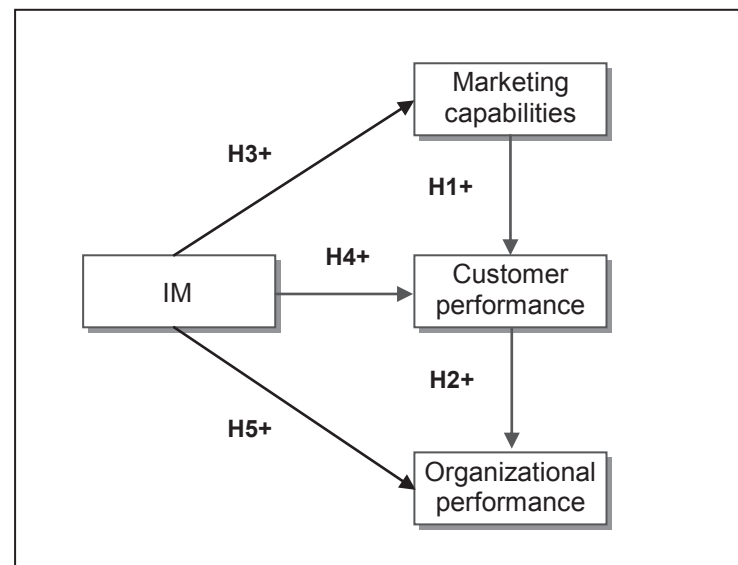 Marketing
capabilities
H3+
H1+
H4+
IM
Customer
performance
H2+
H5+
Organizational
performance